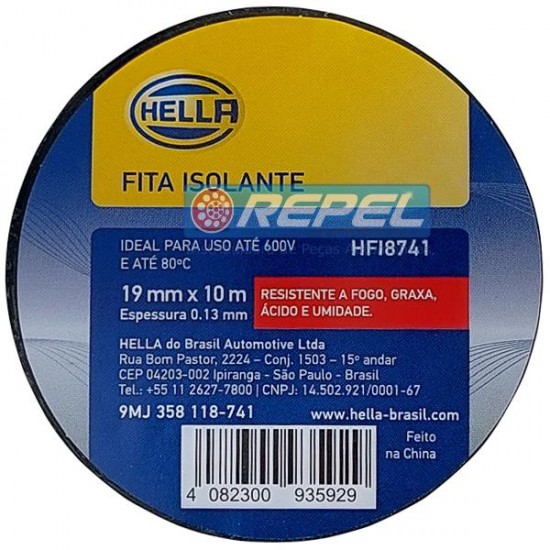 HELLA
FITA ISOLANTE
REPEL
IDEAL PARA USO ATÉ 600V
E ATÉ 80ºC
HFI8741
19 mm x 10 m
Espessura 0.13 mm
RESISTENTE A FOGO, GRAXA,
ÁCIDO E UMIDADE.
HELLA do Brasil Automotive Ltda
Rua Bom Pastor, 2224 – Conj. 1503 – 15º andar
CEP 04203-002 Ipiranga - São Paulo - Brasil
Tel.: +55 11 2627-7800 | CNPJ: 14.502.921/0001-67
9MJ 358 118-741
www.hella-brasil.com
Feito
na China
4 082300 935929